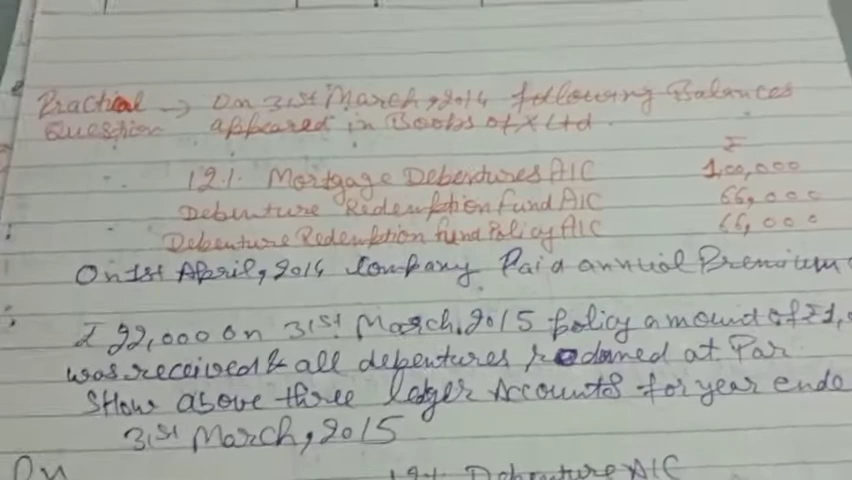 Practical → On 31st March, 2014 following Balances
Question appeared in Books of X Ltd.
₹
12%. Mortgage Debentures A/C 1,00,000
Debenture Redemption Fund A/C 66,000
Debenture Redemption Fund Policy A/C 66,000
On 1st April, 2014 Company Paid annual Premium
₹ 22,000 on 31st March, 2015 policy amount of ₹1,
was received & all debentures redemed at Par.
Show above three ledger Accounts for year ende
31st March, 2015
Debenture A/C